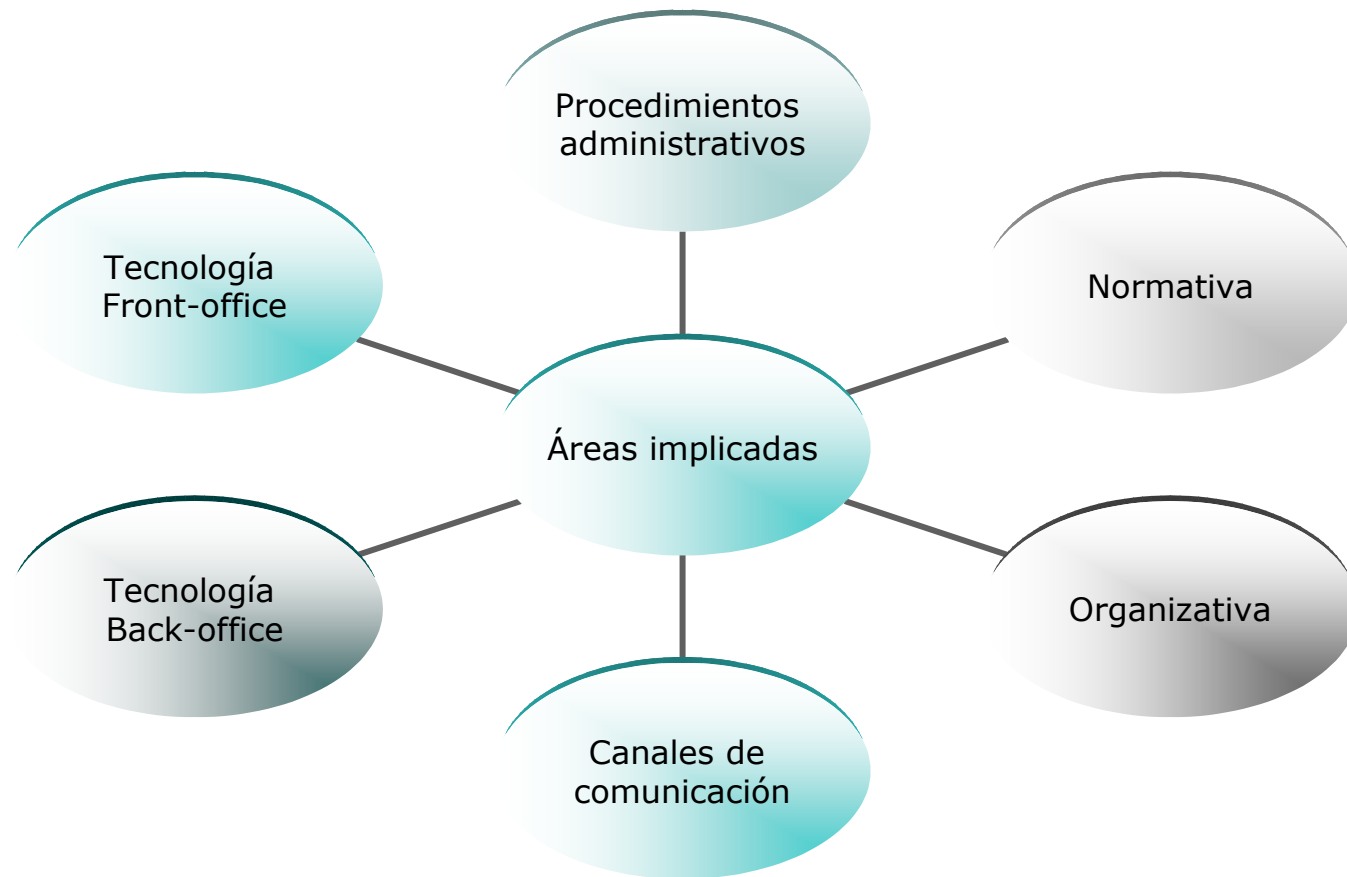 Procedimientos
administrativos
Tecnología
Front-office
Normativa
Áreas implicadas
Tecnología
Back-office
Organizativa
Canales de
comunicación